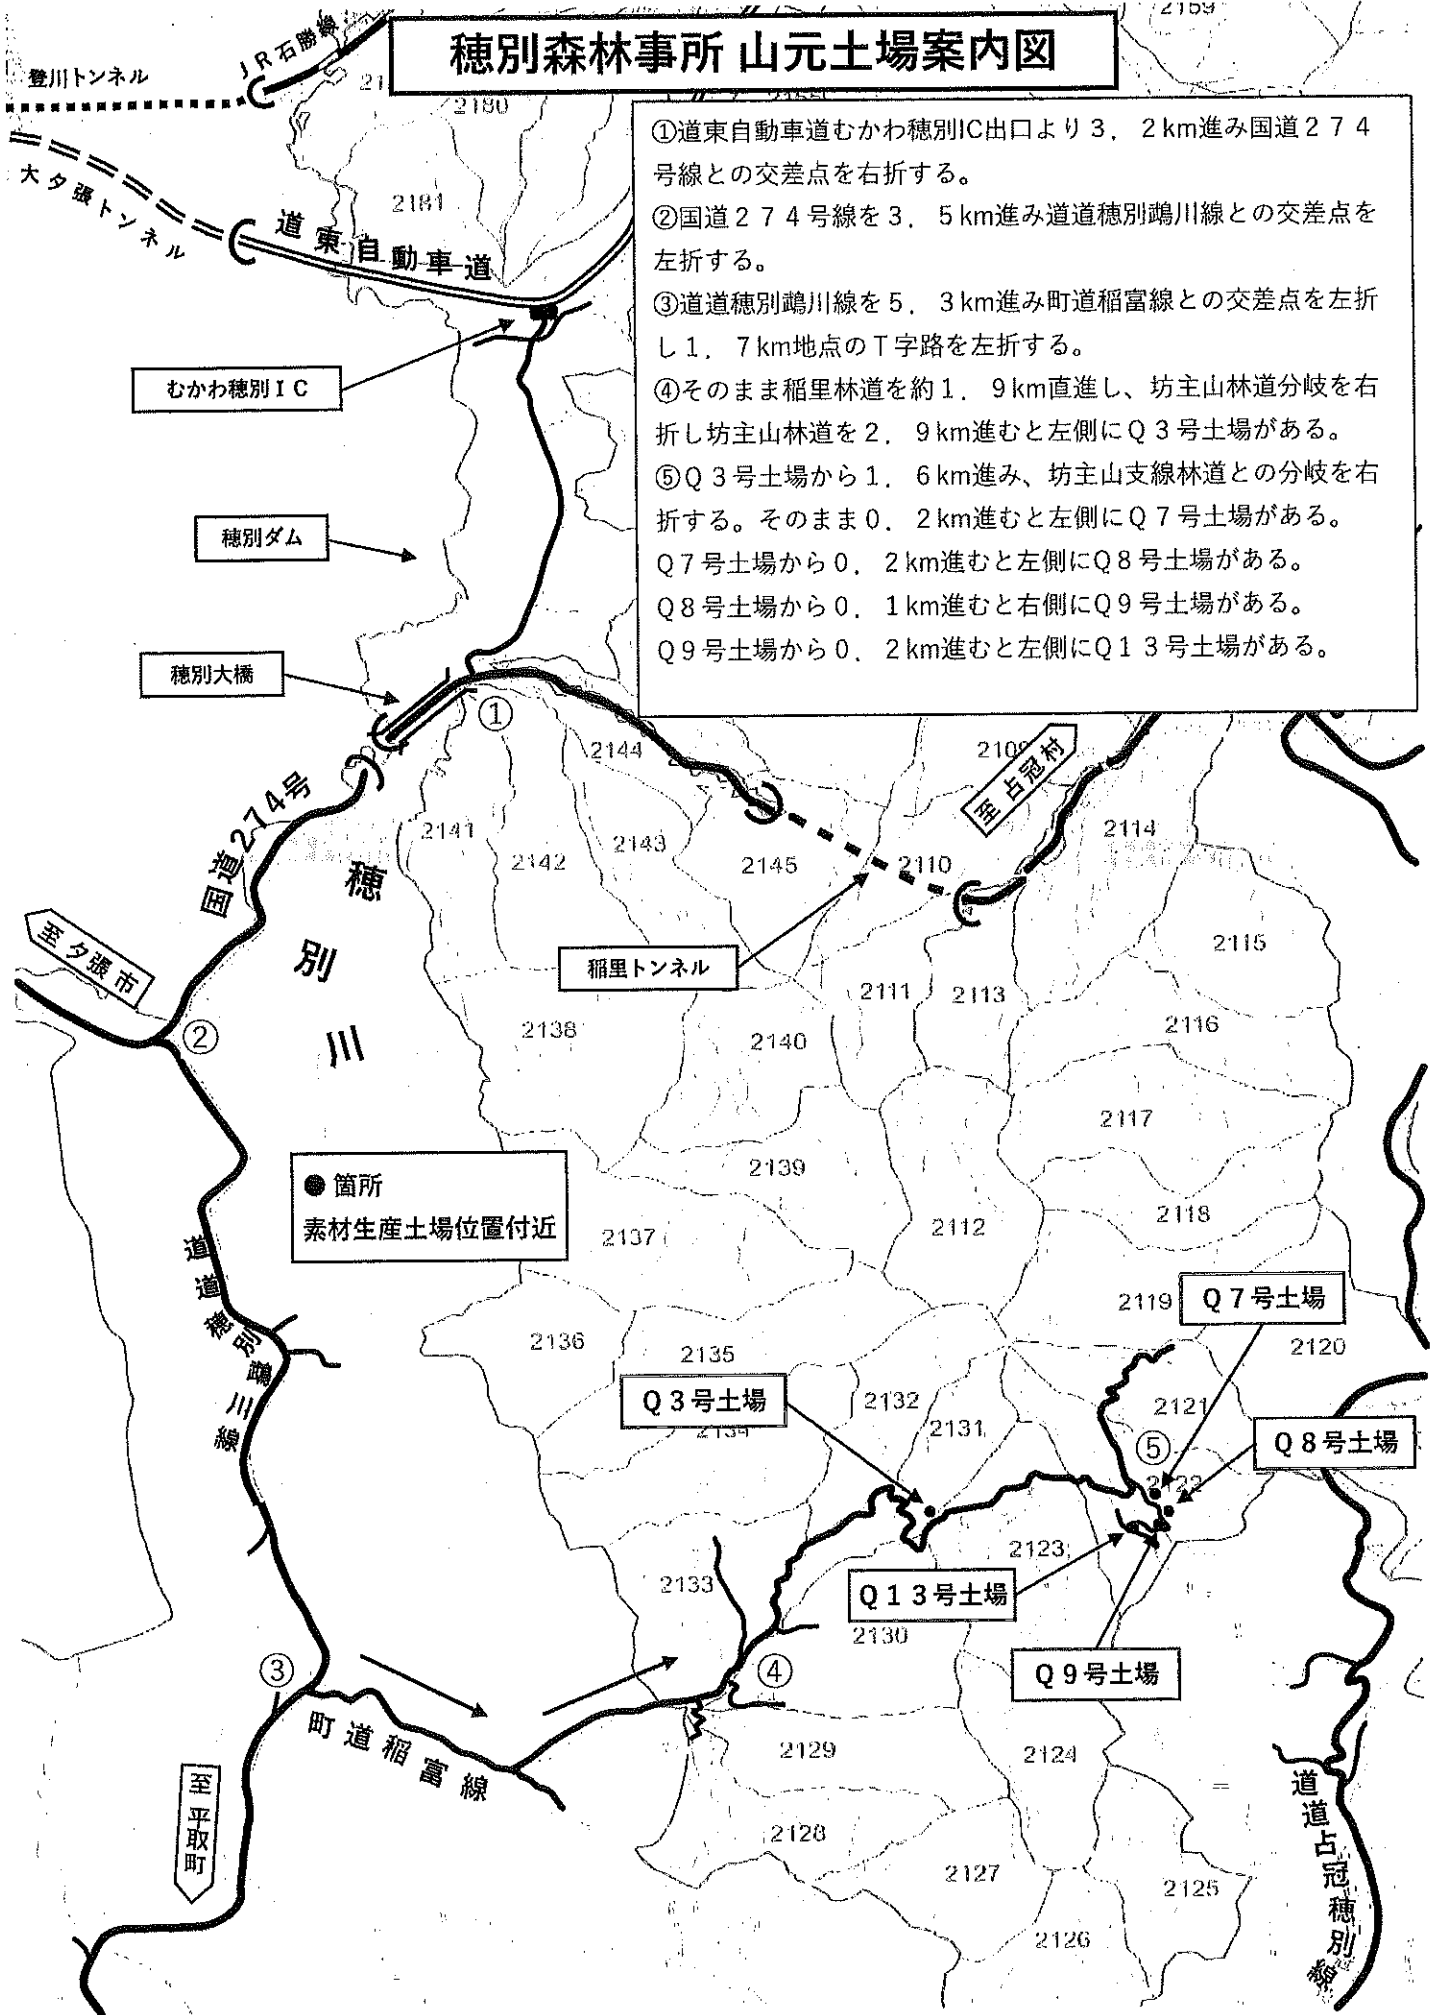 穂別森林事所 山元土場案内図
JR石勝線
登川トンネル
大夕張トンネル
道東自動車道
①道東自動車道むかわ穂別IC出口より3．2km進み国道274
号線との交差点を右折する。
②国道274号線を3．5km進み道道穂別鵡川線との交差点を
左折する。
③道道穂別鵡川線を5．3km進み町道稲富線との交差点を左折
し1．7km地点のT字路を左折する。
④そのまま稲里林道を約1．9km直進し、坊主山林道分岐を右
折し坊主山林道を2．9km進むと左側にQ3号土場がある。
⑤Q3号土場から1．6km進み、坊主山支線林道との分岐を右
折する。そのまま0．2km進むと左側にQ7号土場がある。
Q7号土場から0．2km進むと左側にQ8号土場がある。
Q8号土場から0．1km進むと右側にQ9号土場がある。
Q9号土場から0．2km進むと左側にQ13号土場がある。
2159
2180
2181
むかわ穂別IC
穂別ダム
穂別大橋
①
国道274号
穂別川
至夕張市
②
至占冠村
稲里トンネル
2144
2141
2142
2143
2145
2110
2114
2115
2111
2113
2116
2138
2140
2117
2139
2112
2118
2137
● 箇所
素材生産土場位置付近
道道穂別鵡川線
2119
Q7号土場
2120
2136
2135
Q3号土場
2134
2132
2131
2121
⑤
Q8号土場
2122
2123
2133
Q13号土場
2130
Q9号土場
③
④
町道稲富線
至平取町
2129
2124
2128
2127
2125
2126
道道占冠穂別線